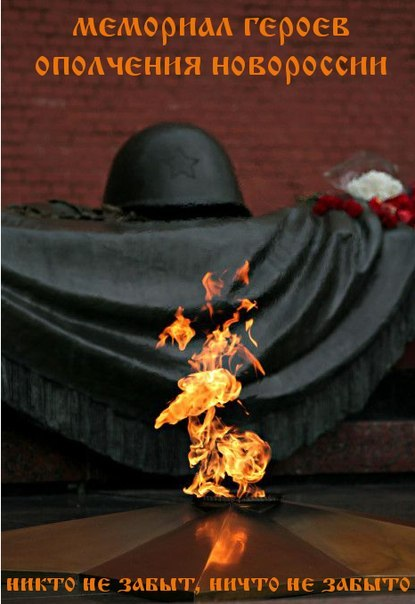 МЕМОРИАЛ ГЕРОЕВ
ОПОЛЧЕНИЯ НОВОРОССИИ
НИКТО НЕ ЗАБЫТ, НИЧТО НЕ ЗАБЫТО